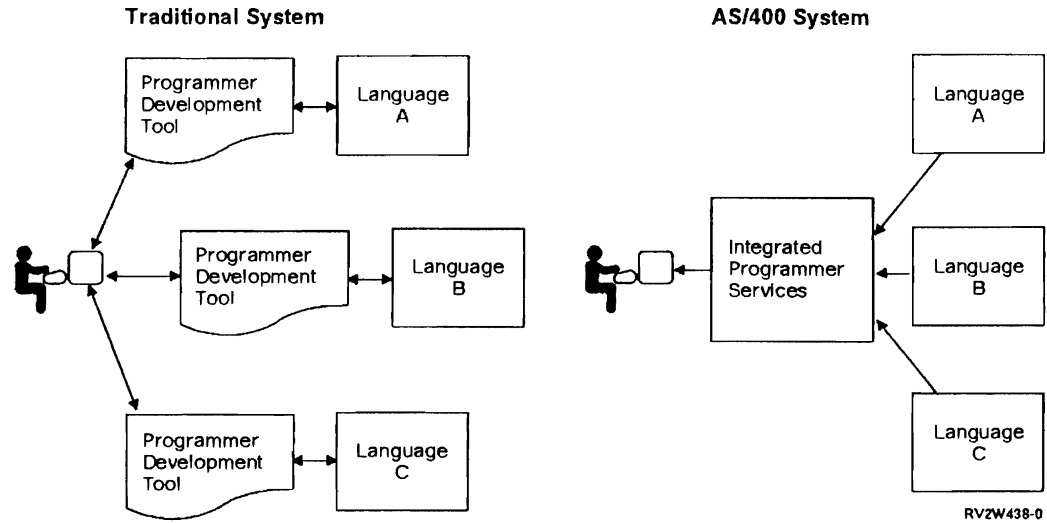 Traditional System
Programmer
Development
Tool
Language
A
Programmer
Development
Tool
Language
B
Programmer
Development
Tool
Language
C
AS/400 System
Language
A
Integrated
Programmer
Services
Language
B
Language
C
RV2W438-0